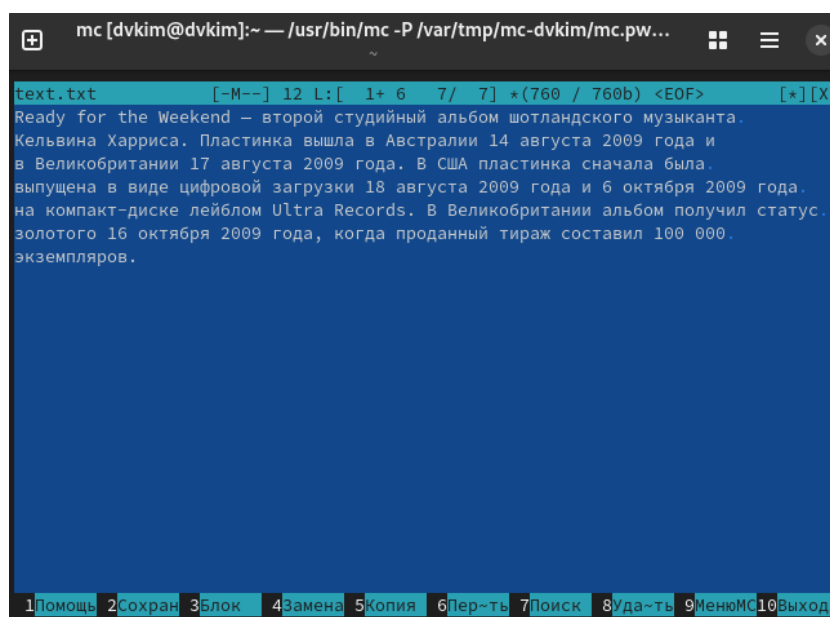 mc [dvkim@dvkim]:~ — /usr/bin/mc -P /var/tmp/mc-dvkim/mc.pw…
~
text.txt [-M--] 12 L:[ 1+ 6 7/ 7] *(760 / 760b) <EOF> [*][X
Ready for the Weekend — второй студийный альбом шотландского музыканта.
Кельвина Харриса. Пластинка вышла в Австралии 14 августа 2009 года и
в Великобритании 17 августа 2009 года. В США пластинка сначала была.
выпущена в виде цифровой загрузки 18 августа 2009 года и 6 октября 2009 года.
на компакт-диске лейблом Ultra Records. В Великобритании альбом получил статус.
золотого 16 октября 2009 года, когда проданный тираж составил 100 000.
экземпляров.
1Помощь 2Сохран 3Блок 4Замена 5Копия 6Пер~ть 7Поиск 8Уда~ть 9МенюMC10Выход